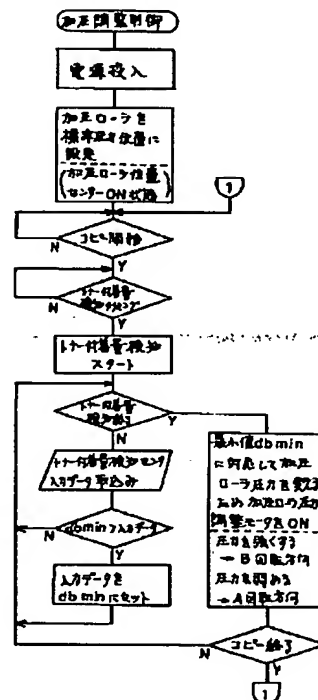 加圧調整制御
電源投入
加圧ローラを
標準圧力位置に
設定
(加圧ローラ位置
センサーON状態)
1
コピー開始
N
Y
トナー付着量
検知タイミング
N
Y
トナー付着量検知
スタート
トナー付着量
検知終了
Y
N
トナー付着量検知センサ
入力データ取込み
dbmin>入力データ
N
Y
入力データを
dbminにセット
最小値dbmin
に対応して加圧
ローラ圧力を変える
ため加圧ローラ圧力
調整モータをON
圧力を強くする
→B回転方向
圧力を弱める
→A回転方向
コピー終了
N
Y
1